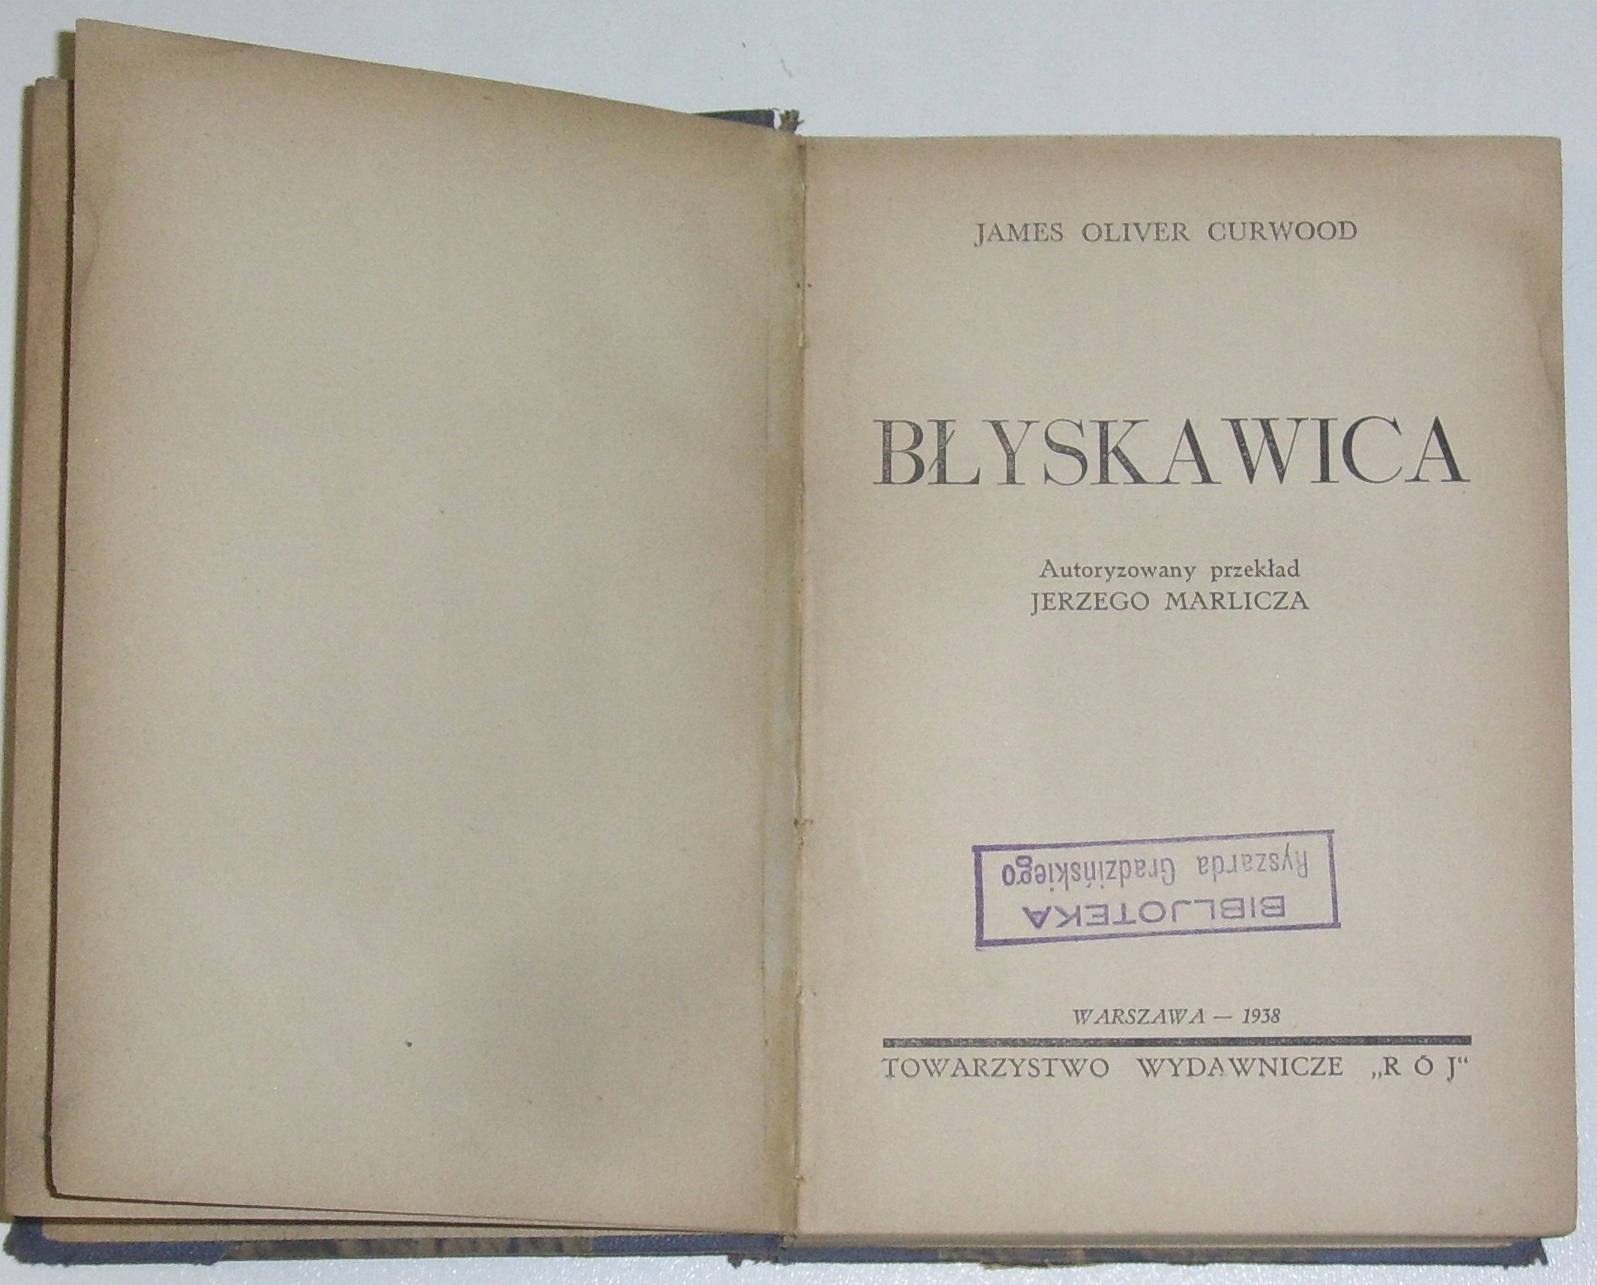 JAMES OLIVER CURWOOD
BŁYSKAWICA
Autoryzowany przekład
JERZEGO MARLICZA
BIBLJOTEKA
Ryszarda Gradzińskiego
WARSZAWA — 1938
TOWARZYSTWO WYDAWNICZE „RÓJ“